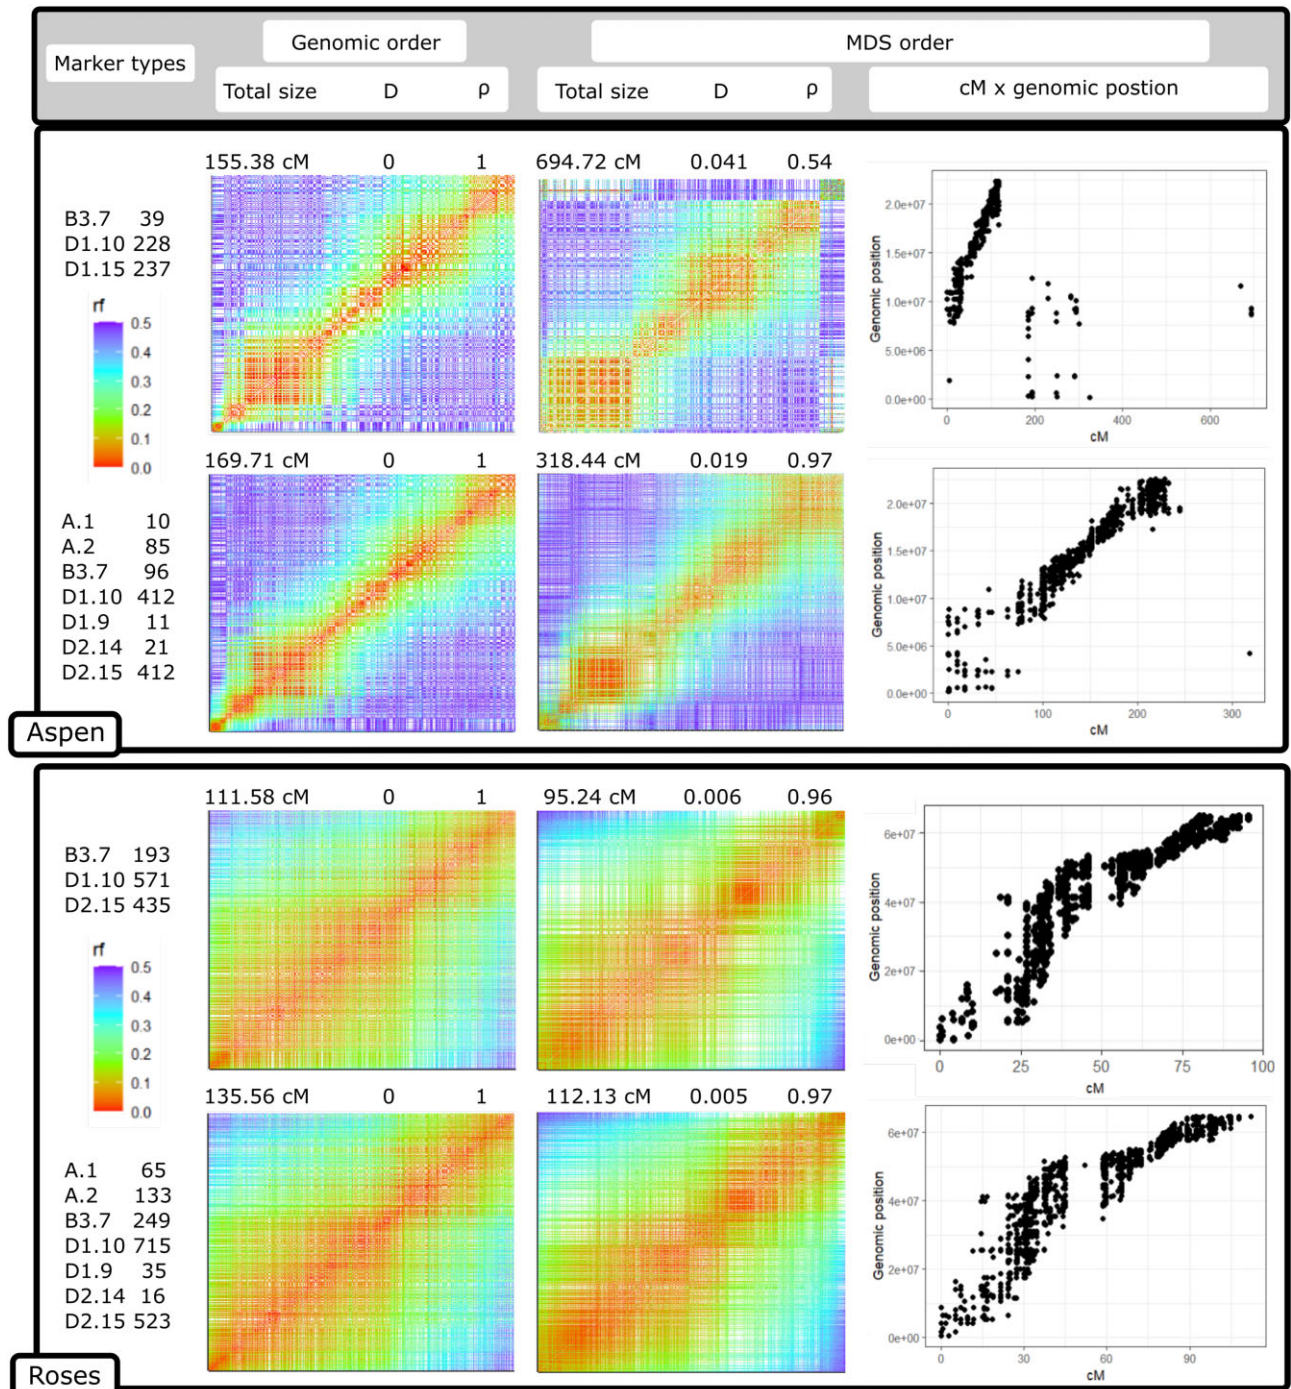 Marker types
Genomic order
MDS order
Total size D ρ
Total size D ρ
cM x genomic postion
155.38 cM 0 1
694.72 cM 0.041 0.54
B3.7 39
D1.10 228
D1.15 237
rf
0.5
0.4
0.3
0.2
0.1
0.0
Genomic position
2.0e+07
1.5e+07
1.0e+07
5.0e+06
0.0e+00
0 200 400 600
cM
169.71 cM 0 1
318.44 cM 0.019 0.97
A.1 10
A.2 85
B3.7 96
D1.10 412
D1.9 11
D2.14 21
D2.15 412
Genomic position
2.0e+07
1.5e+07
1.0e+07
5.0e+06
0.0e+00
0 100 200 300
cM
Aspen
111.58 cM 0 1
95.24 cM 0.006 0.96
B3.7 193
D1.10 571
D2.15 435
rf
0.5
0.4
0.3
0.2
0.1
0.0
Genomic position
6e+07
4e+07
2e+07
0e+00
0 25 50 75 100
cM
135.56 cM 0 1
112.13 cM 0.005 0.97
A.1 65
A.2 133
B3.7 249
D1.10 715
D1.9 35
D2.14 16
D2.15 523
Genomic position
6e+07
4e+07
2e+07
0e+00
0 30 60 90
cM
Roses